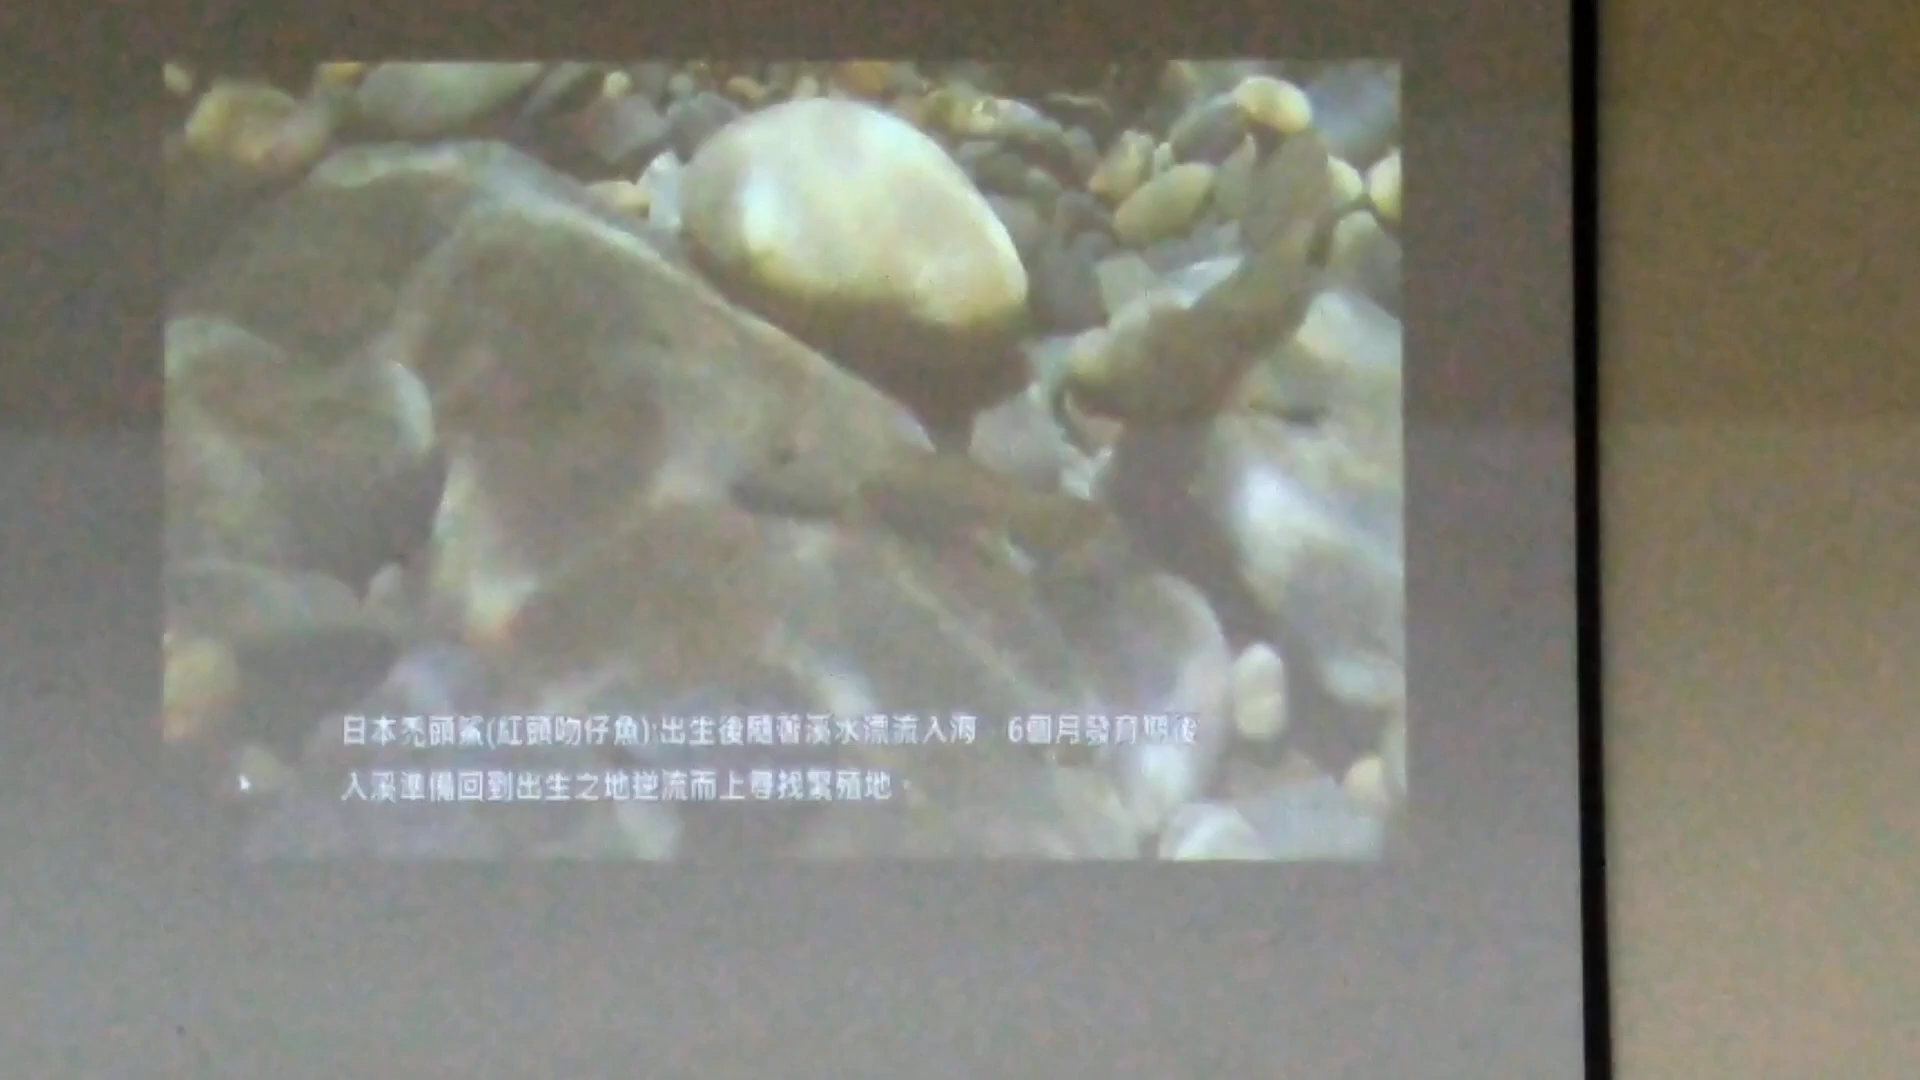 日本禿頭鯊(紅頭吻仔魚):出生後隨著溪水漂流入海 6個月發育期後
入溪準備回到出生之地逆流而上尋找繁殖地。